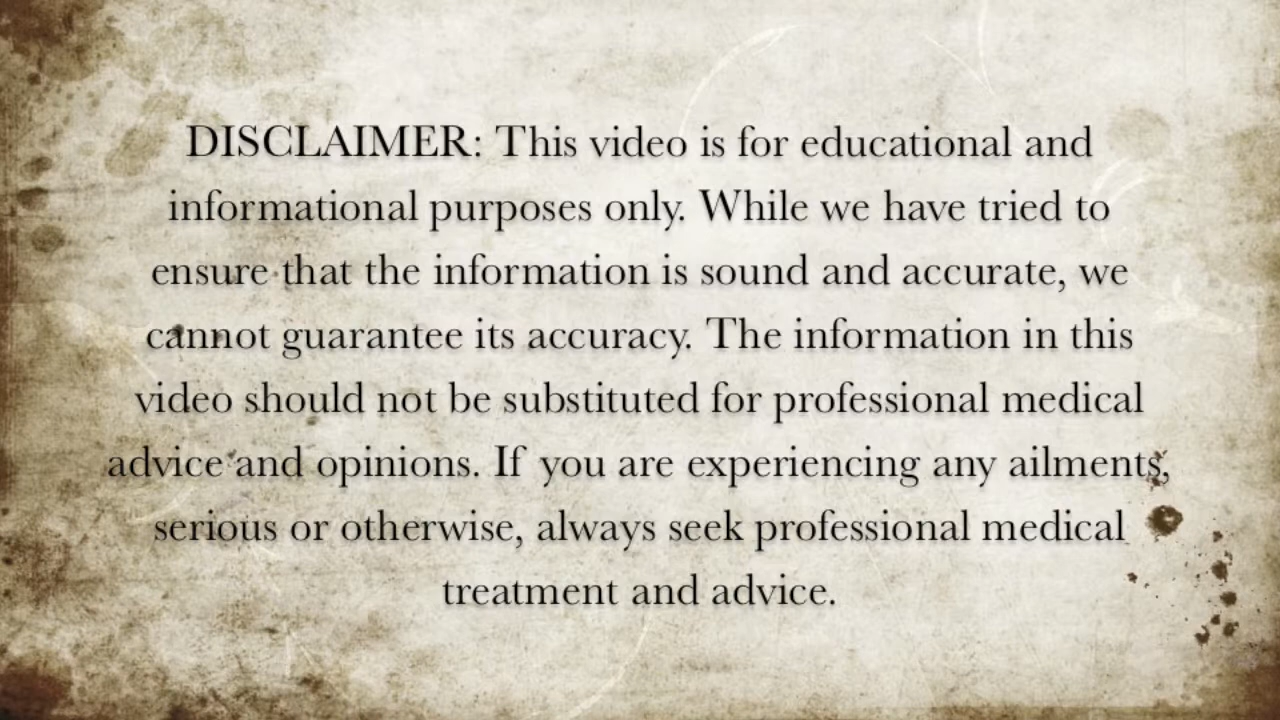 DISCLAIMER: This video is for educational and
informational purposes only. While we have tried to
ensure that the information is sound and accurate, we
cannot guarantee its accuracy. The information in this
video should not be substituted for professional medical
advice and opinions. If you are experiencing any ailments,
serious or otherwise, always seek professional medical
treatment and advice.